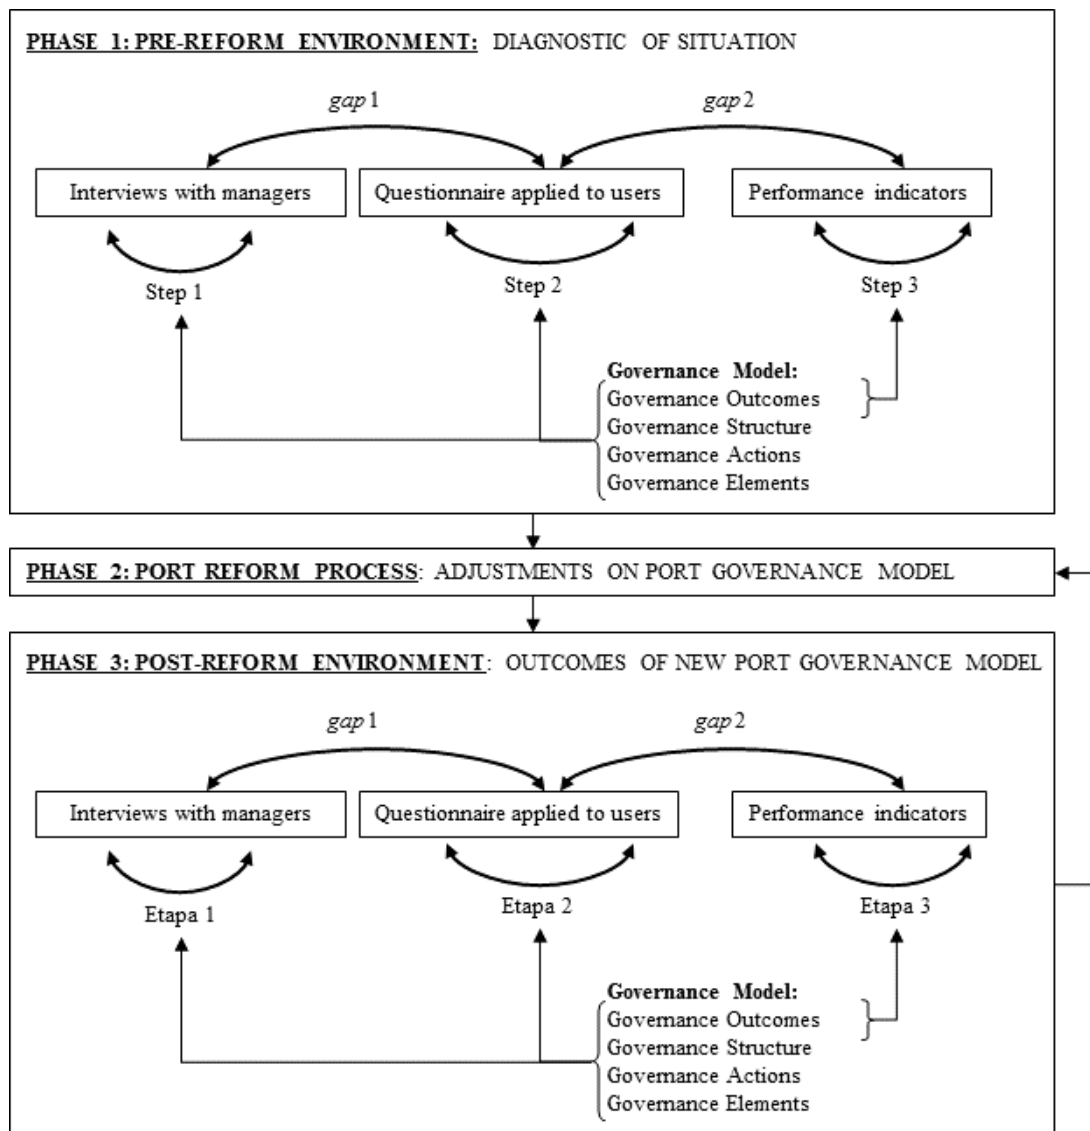 PHASE 1: PRE-REFORM ENVIRONMENT: DIAGNOSTIC OF SITUATION
gap 1
gap 2
Interviews with managers
Questionnaire applied to users
Performance indicators
Step 1
Step 2
Step 3
Governance Model:
Governance Outcomes
Governance Structure
Governance Actions
Governance Elements
PHASE 2: PORT REFORM PROCESS: ADJUSTMENTS ON PORT GOVERNANCE MODEL
PHASE 3: POST-REFORM ENVIRONMENT: OUTCOMES OF NEW PORT GOVERNANCE MODEL
gap 1
gap 2
Interviews with managers
Questionnaire applied to users
Performance indicators
Etapa 1
Etapa 2
Etapa 3
Governance Model:
Governance Outcomes
Governance Structure
Governance Actions
Governance Elements